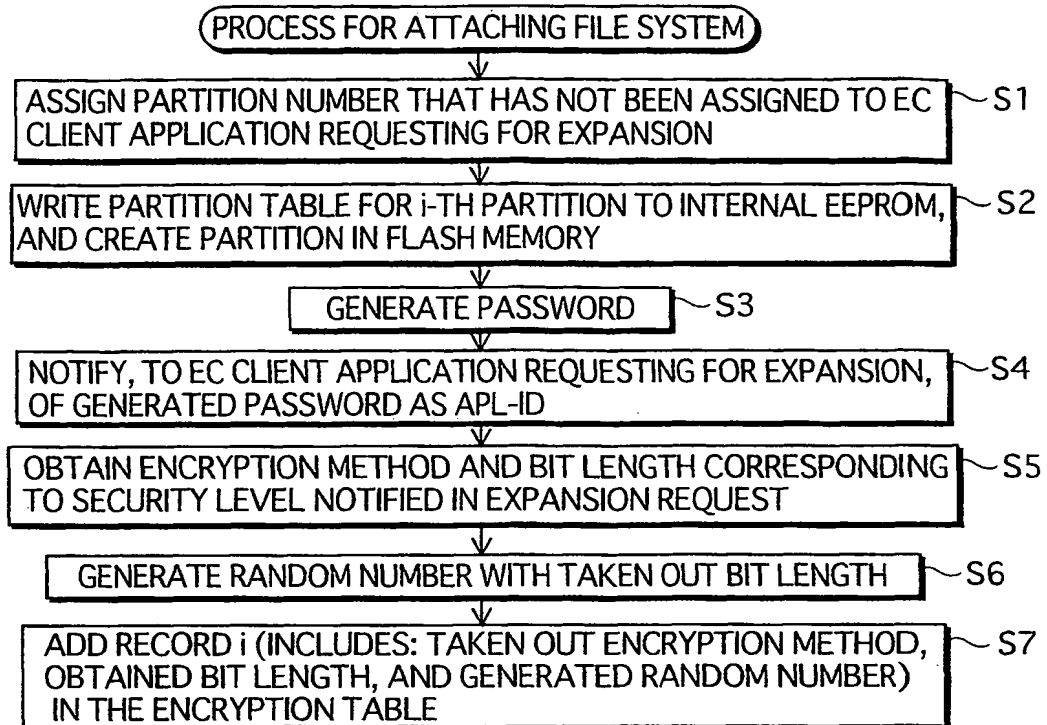 PROCESS FOR ATTACHING FILE SYSTEM
ASSIGN PARTITION NUMBER THAT HAS NOT BEEN ASSIGNED TO EC
CLIENT APPLICATION REQUESTING FOR EXPANSION
S1
WRITE PARTITION TABLE FOR i-TH PARTITION TO INTERNAL EEPROM,
AND CREATE PARTITION IN FLASH MEMORY
S2
GENERATE PASSWORD
S3
NOTIFY, TO EC CLIENT APPLICATION REQUESTING FOR EXPANSION,
OF GENERATED PASSWORD AS APL-ID
S4
OBTAIN ENCRYPTION METHOD AND BIT LENGTH CORRESPONDING
TO SECURITY LEVEL NOTIFIED IN EXPANSION REQUEST
S5
GENERATE RANDOM NUMBER WITH TAKEN OUT BIT LENGTH
S6
ADD RECORD i (INCLUDES: TAKEN OUT ENCRYPTION METHOD,
OBTAINED BIT LENGTH, AND GENERATED RANDOM NUMBER)
IN THE ENCRYPTION TABLE
S7